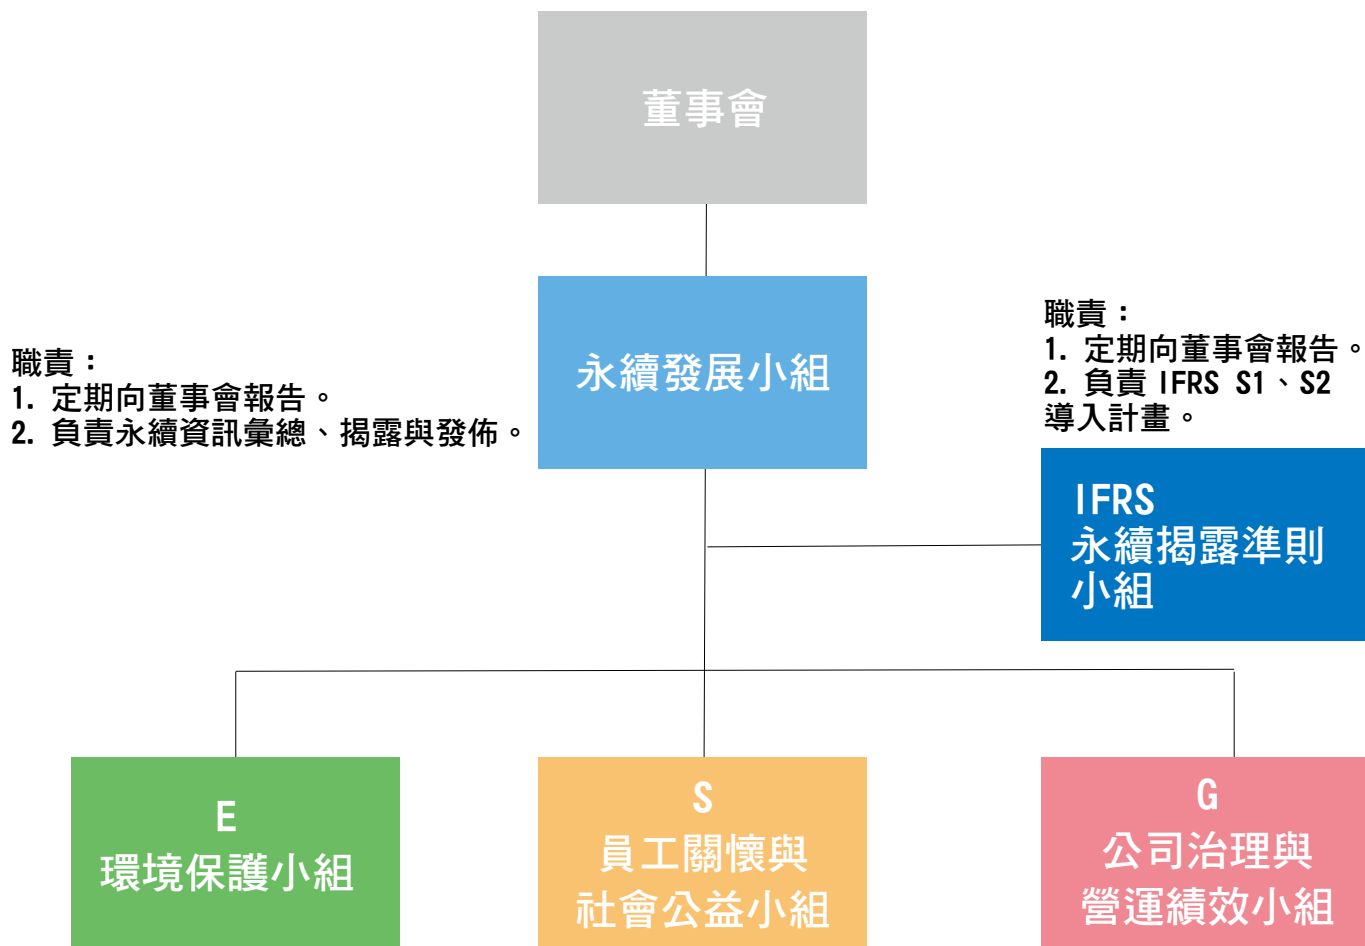 董事會
永續發展小組
職責：
1. 定期向董事會報告。
2. 負責永續資訊彙總、揭露與發佈。
職責：
1. 定期向董事會報告。
2. 負責 IFRS S1、S2
導入計畫。
IFRS
永續揭露準則
小組
E
環境保護小組
S
員工關懷與
社會公益小組
G
公司治理與
營運績效小組